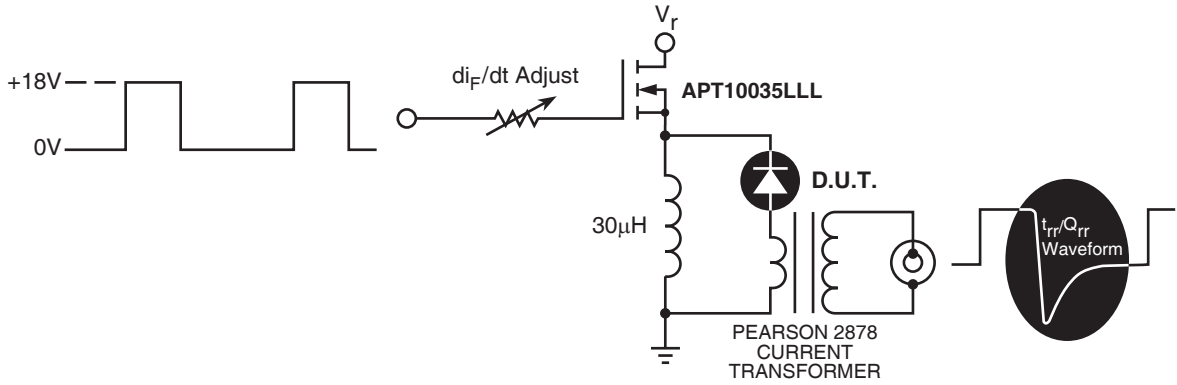 V_r
+18V
0V
di_F/dt Adjust
APT10035LLL
D.U.T.
30μH
t_rr/Q_rr
Waveform
PEARSON 2878
CURRENT
TRANSFORMER